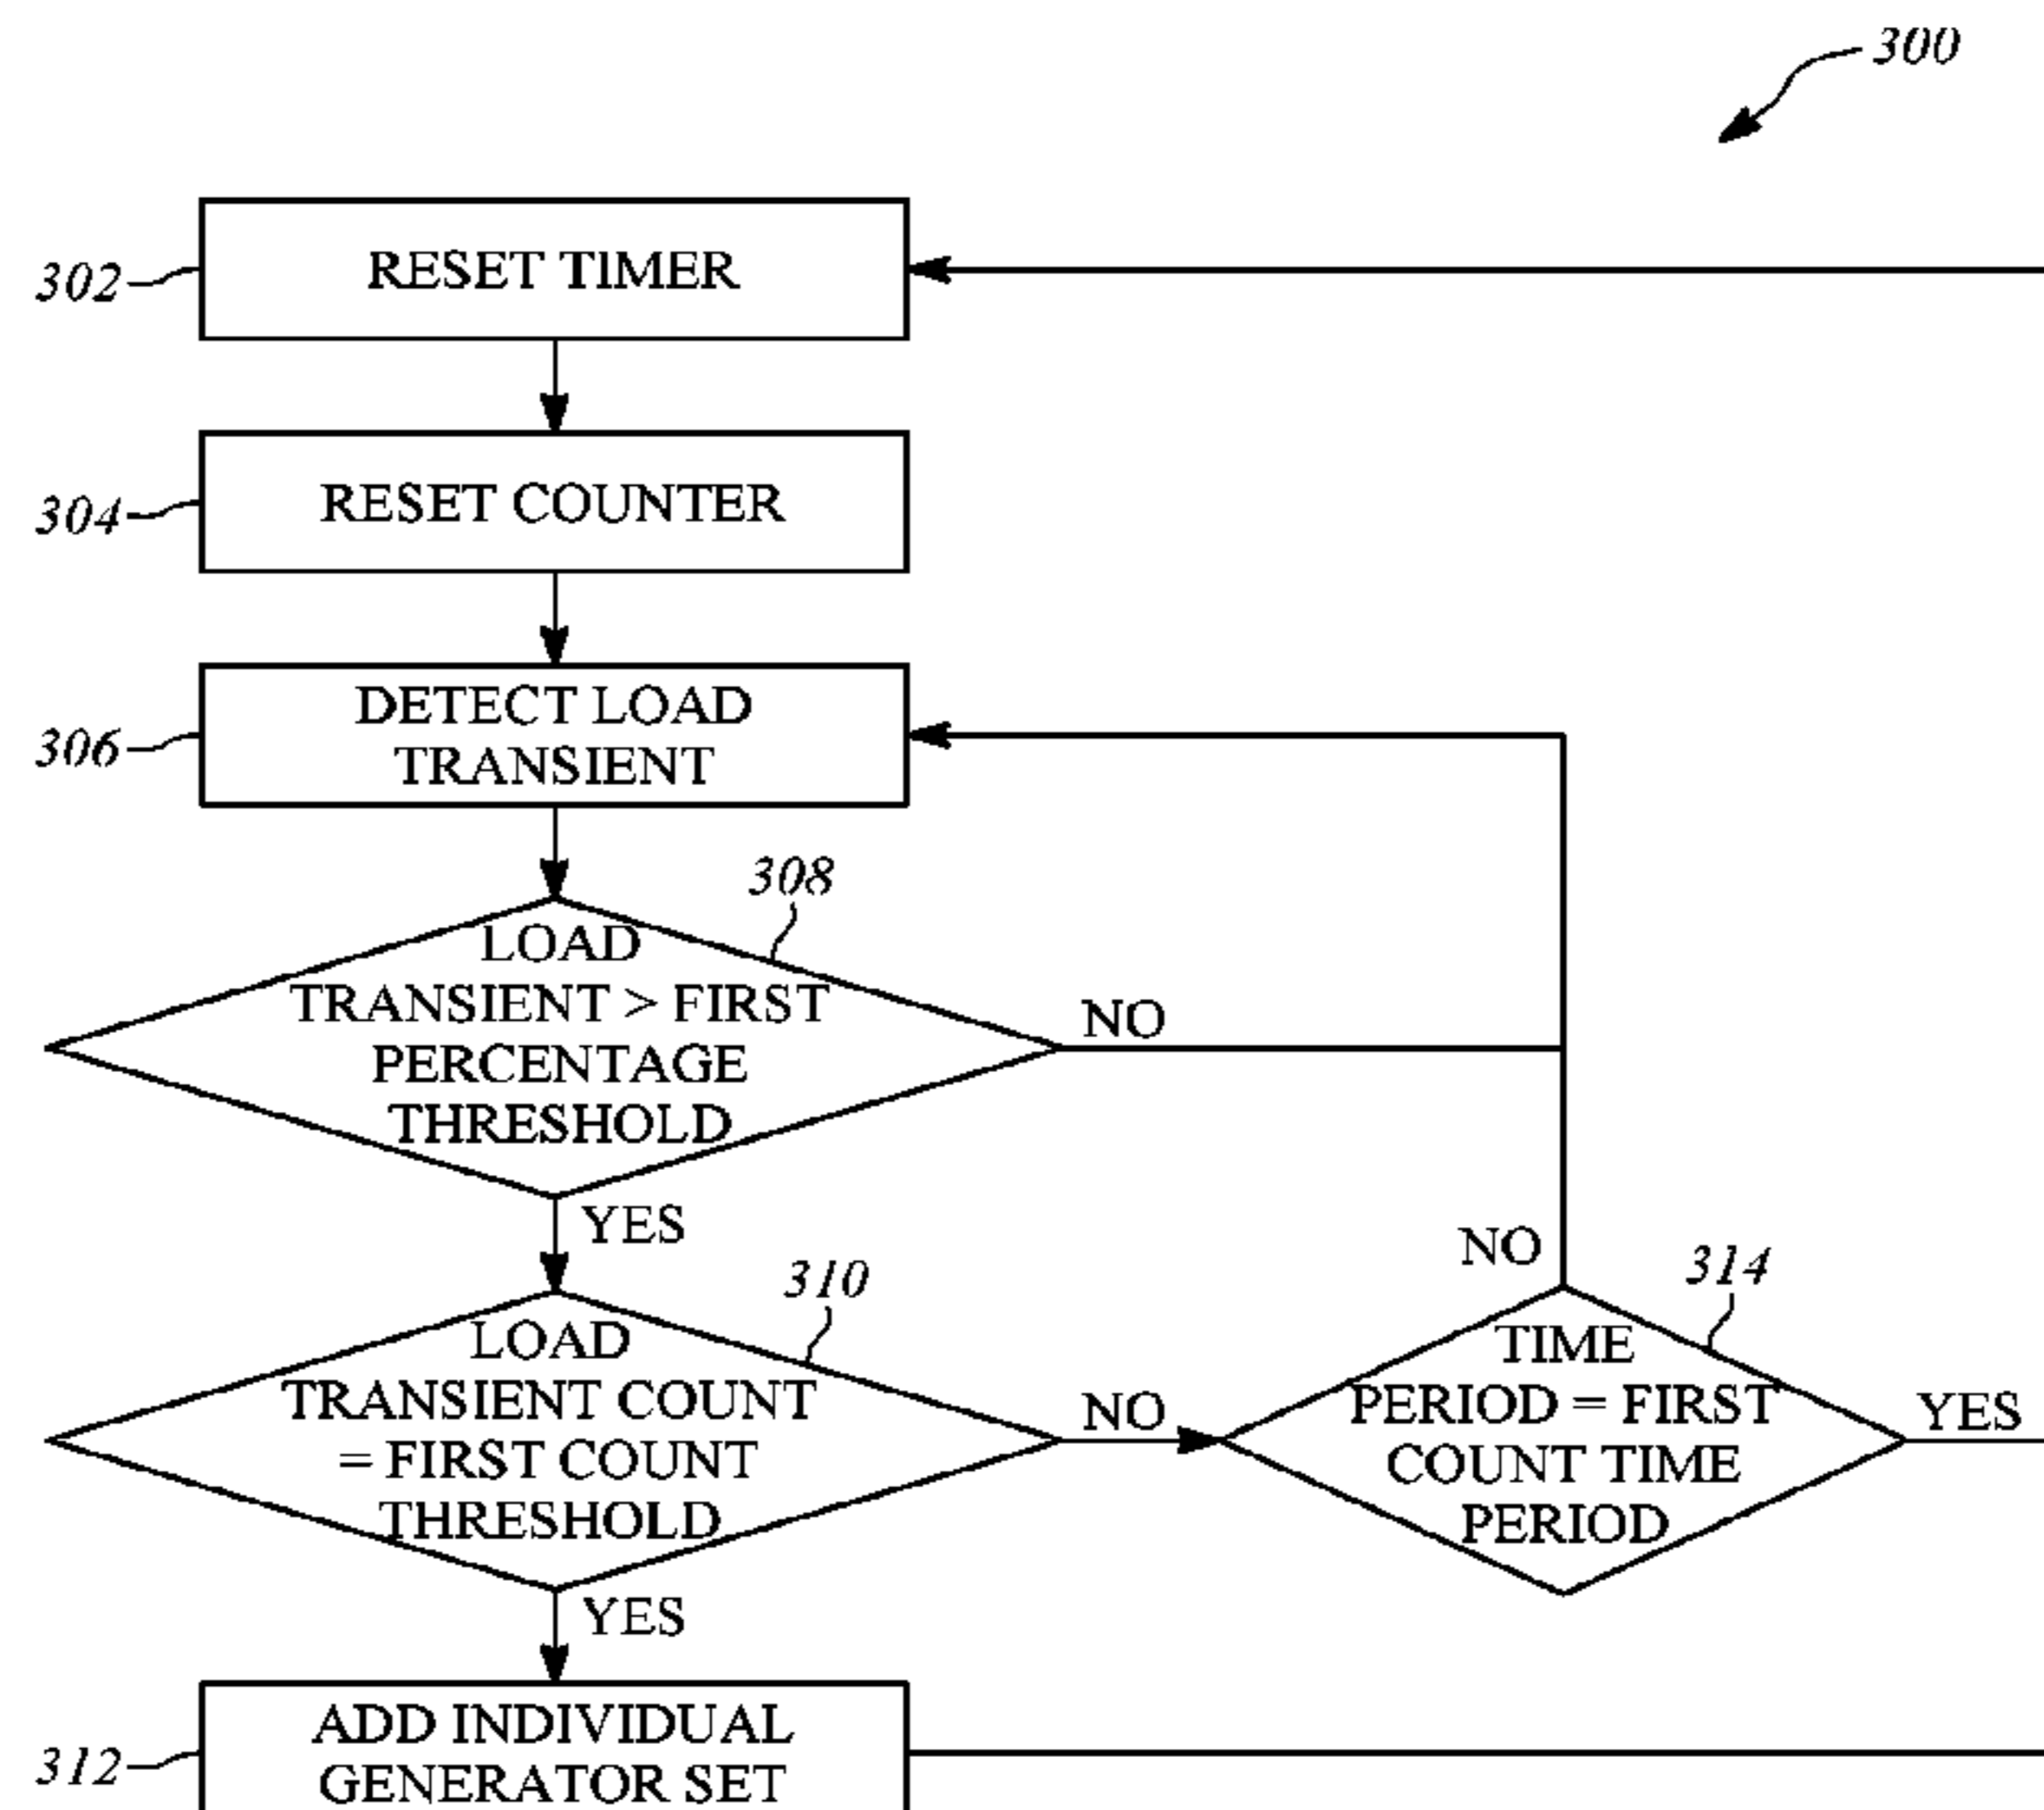 300
302
RESET TIMER
304
RESET COUNTER
306
DETECT LOAD
TRANSIENT
308
LOAD
TRANSIENT > FIRST
PERCENTAGE
THRESHOLD
NO
YES
310
LOAD
TRANSIENT COUNT
= FIRST COUNT
THRESHOLD
NO
YES
NO
314
TIME
PERIOD = FIRST
COUNT TIME
PERIOD
YES
312
ADD INDIVIDUAL
GENERATOR SET